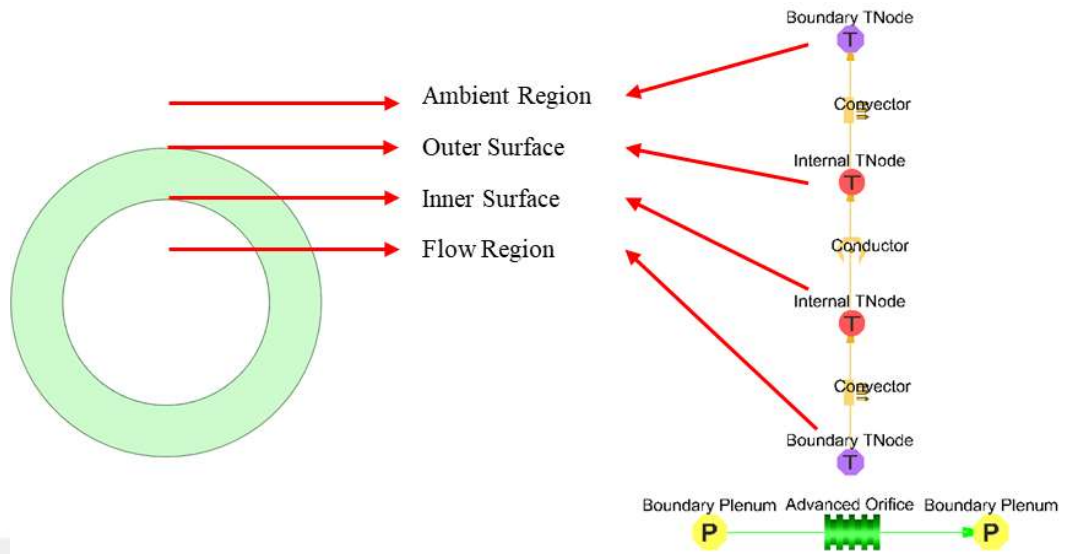 Boundary TNode
T
Ambient Region
Convector
Outer Surface
Internal TNode
T
Inner Surface
Flow Region
Conductor
Internal TNode
T
Convector
Boundary TNode
T
Boundary Plenum
Advanced Orifice
Boundary Plenum
P
P